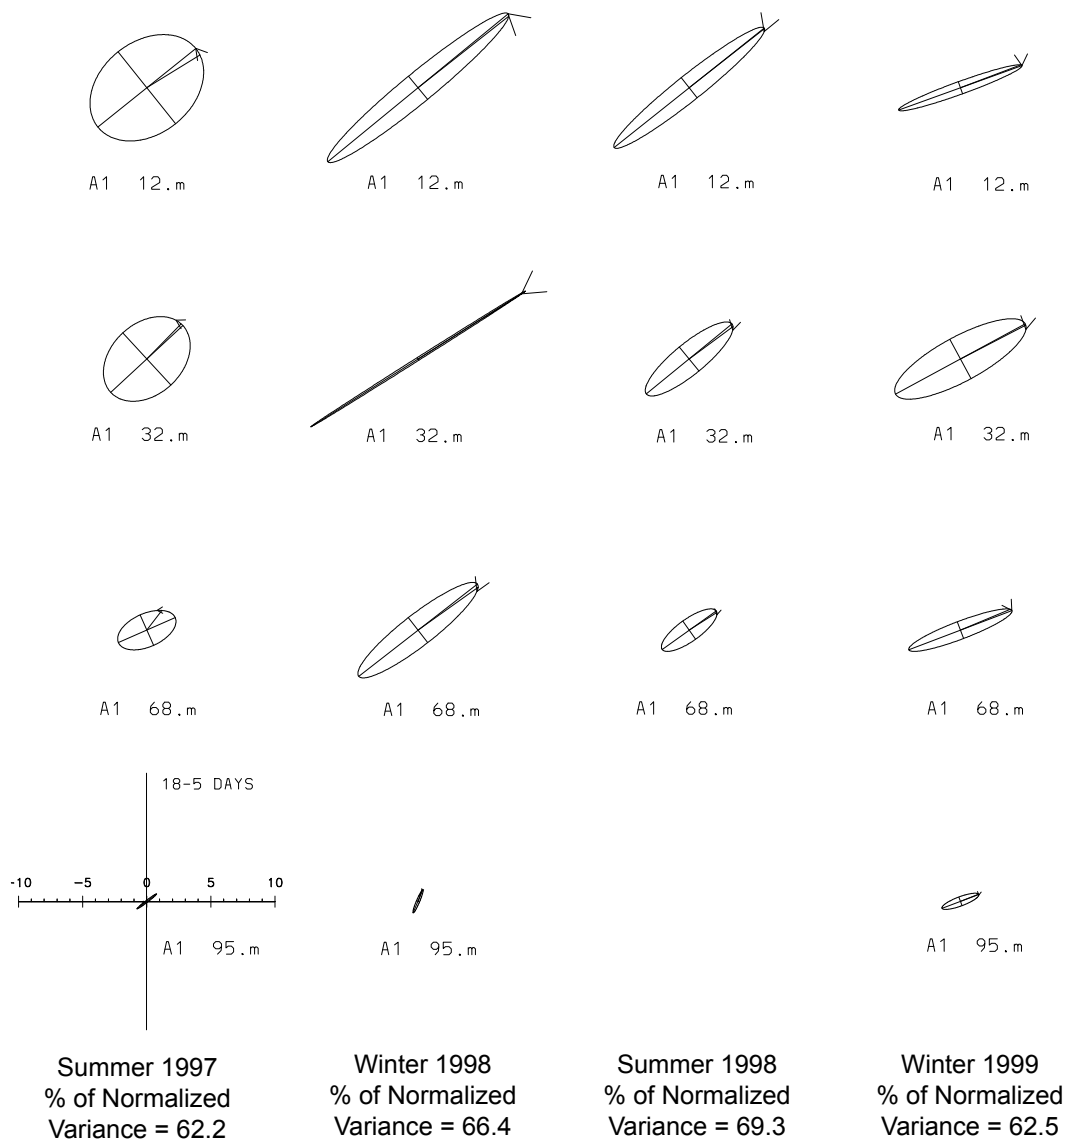 A1 12.m A1 12.m A1 12.m A1 12.m
A1 32.m A1 32.m A1 32.m A1 32.m
A1 68.m A1 68.m A1 68.m A1 68.m
18-5 DAYS
-10 -5 0 5 10
A1 95.m A1 95.m A1 95.m
Summer 1997
% of Normalized
Variance = 62.2
Winter 1998
% of Normalized
Variance = 66.4
Summer 1998
% of Normalized
Variance = 69.3
Winter 1999
% of Normalized
Variance = 62.5